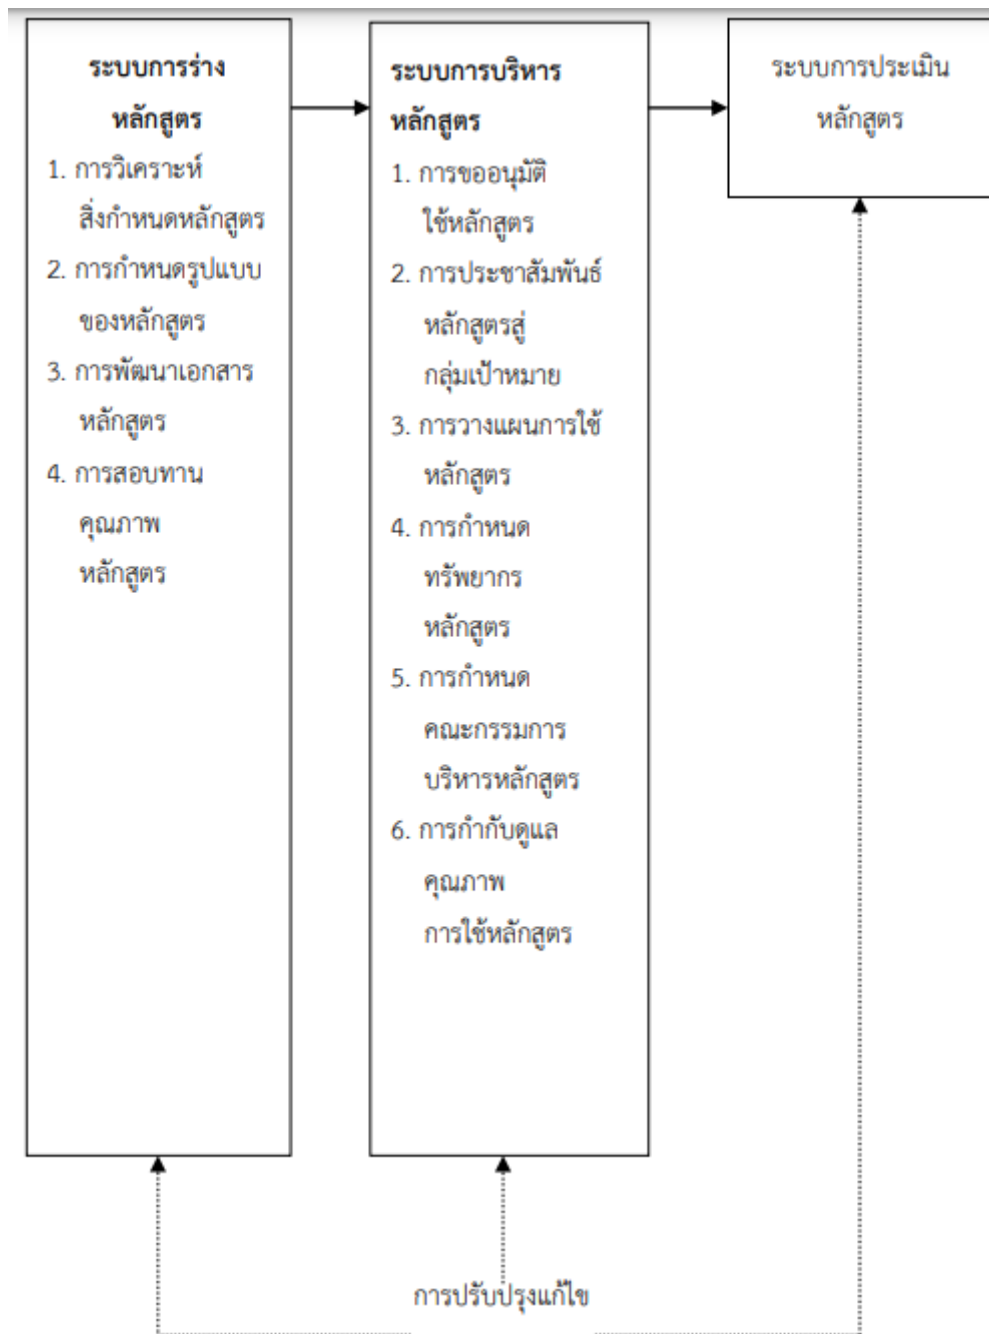 ระบบการร่าง
หลักสูตร
1. การวิเคราะห์
สิ่งกำหนดหลักสูตร
2. การกำหนดรูปแบบ
ของหลักสูตร
3. การพัฒนาเอกสาร
หลักสูตร
4. การสอบทาน
คุณภาพ
หลักสูตร
ระบบการบริหาร
หลักสูตร
1. การขออนุมัติ
ใช้หลักสูตร
2. การประชาสัมพันธ์
หลักสูตรสู่
กลุ่มเป้าหมาย
3. การวางแผนการใช้
หลักสูตร
4. การกำหนด
ทรัพยากร
หลักสูตร
5. การกำหนด
คณะกรรมการ
บริหารหลักสูตร
6. การกำกับดูแล
คุณภาพ
การใช้หลักสูตร
ระบบการประเมิน
หลักสูตร
การปรับปรุงแก้ไข